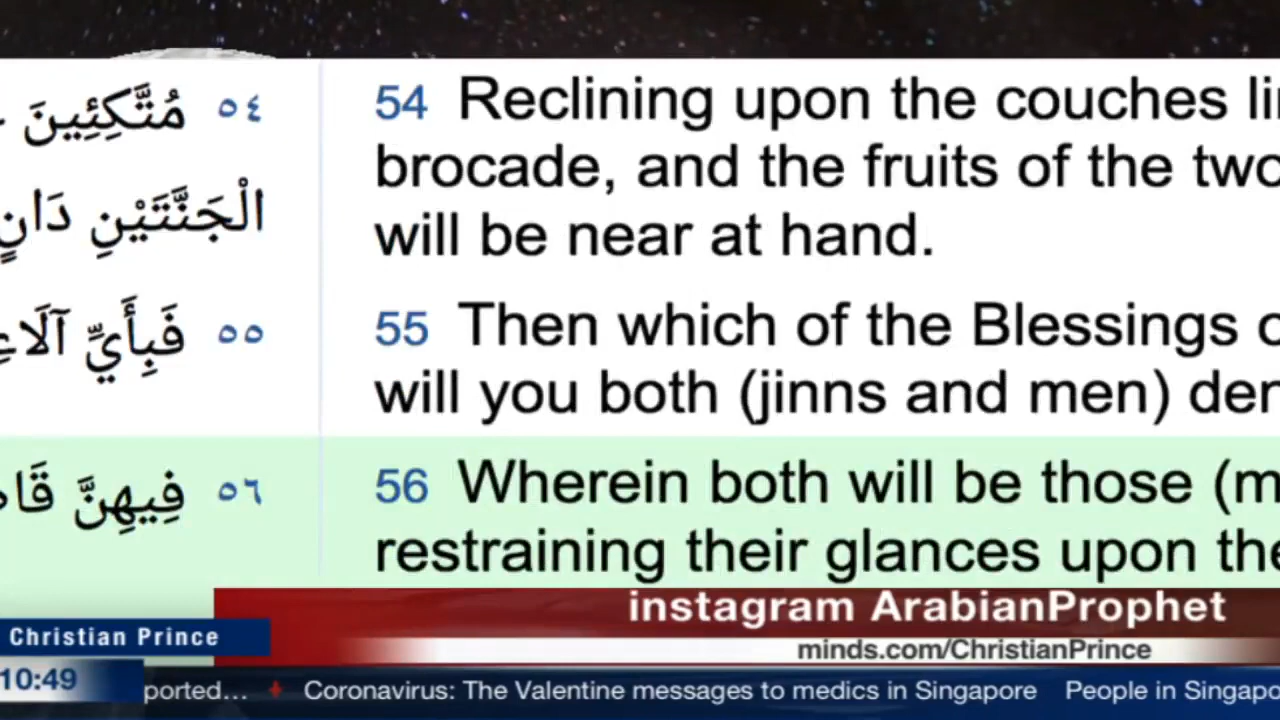 ٥٤ مُتَّكِئِينَ
الْجَنَّتَيْنِ دَانٍ
54 Reclining upon the couches
brocade, and the fruits of the two
will be near at hand.
٥٥ فَبِأَيِّ
55 Then which of the Blessings
will you both (jinns and men)
٥٦ فِيهِنَّ
56 Wherein both will be those
restraining their glances upon
instagram ArabianProphet
Christian Prince
minds.com/ChristianPrince
10:49
ported... Coronavirus: The Valentine messages to medics in Singapore People in